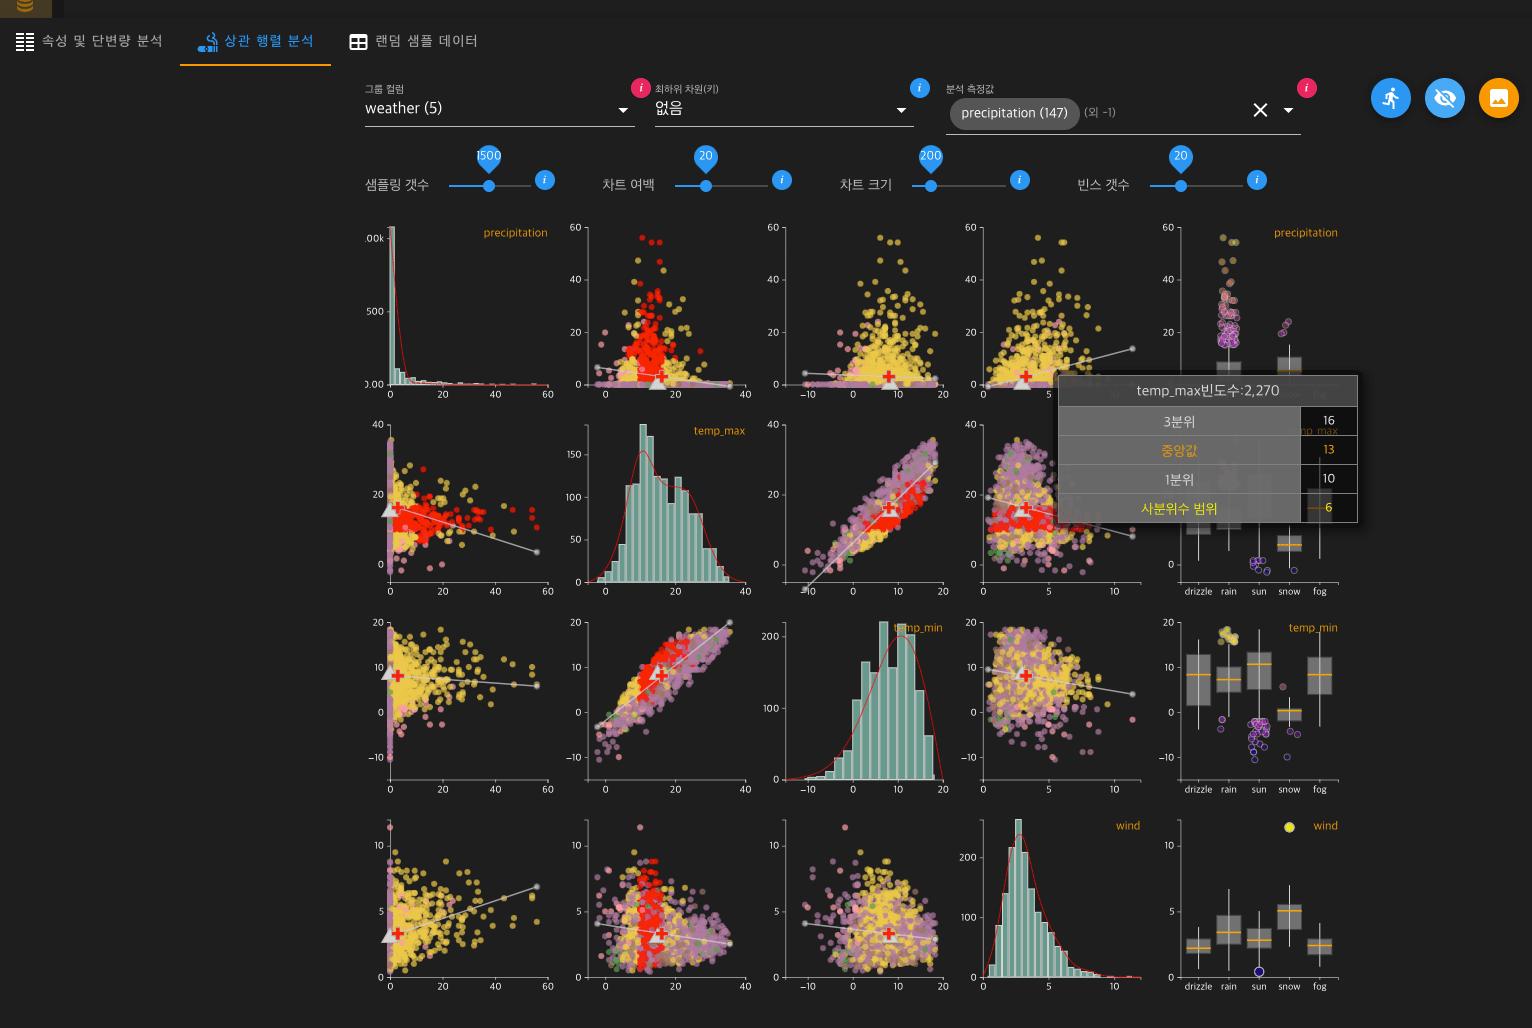 속성 및 단변량 분석 상관 행렬 분석 랜덤 샘플 데이터
그룹 컬럼 i 최하위 차원(키) i 분석 측정값 i
weather (5) 없음 precipitation (147) (외 -1)
1500 20 200 20
샘플링 갯수 i 차트 여백 i 차트 크기 i 빈스 갯수 i
.00k 500 0.00 0 20 40 60 precipitation
60 40 20 0 0 20 40
60 40 20 0 −10 0 10 20
60 40 20 0 0 5 10
60 40 20 0 precipitation
temp_max빈도수:2,270
3분위 16
중앙값 13
1분위 10
사분위수 범위 6
40 20 0 0 20 40 60
150 100 50 0 0 20 40 temp_max
40 20 0 −10 0 10 20
40 20 0 0 5 10
0 drizzle rain sun snow fog
20 10 0 −10 0 20 40 60
20 10 0 −10 0 20 40
200 100 0 −10 0 10 20 temp_min
20 10 0 −10 0 5 10
20 10 0 −10 drizzle rain sun snow fog temp_min
10 5 0 0 20 40 60
10 5 0 0 20 40
10 5 0 −10 0 10 20
200 100 0 0 5 10 wind
10 5 0 drizzle rain sun snow fog wind